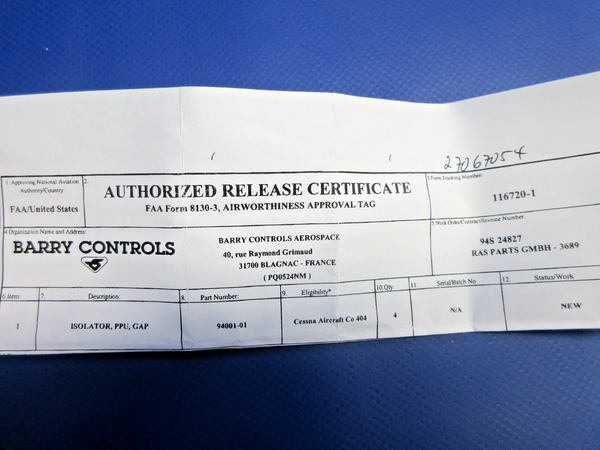 27067054
1. Approving National Aviation
Authority/Country:
FAA/United States
2.
AUTHORIZED RELEASE CERTIFICATE
FAA Form 8130-3, AIRWORTHINESS APPROVAL TAG
3.Form Tracking Number:
116720-1
4.Organization Name and Address:
BARRY CONTROLS
BARRY CONTROLS AEROSPACE
40, rue Raymond Grimaud
31700 BLAGNAC - FRANCE
( PQ0524NM )
5.Work Order/Contract/Invoice Number
94S 24827
RAS PARTS GMBH - 3689
6.Item 7. Description: 8. Part Number: 9. Eligibility* 10.Qty 11. Serial/Batch No. 12. Status/Work
1 ISOLATOR, PPU, GAP 94001-01 Cessna Aircraft Co 404 4 N/A NEW